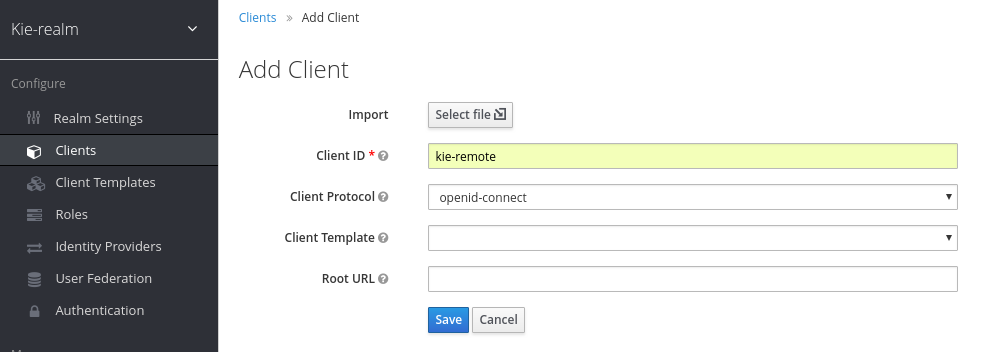 Kie-realm
Configure
Realm Settings
Clients
Client Templates
Roles
Identity Providers
User Federation
Authentication
Clients » Add Client
Add Client
Import Select file
Client ID * kie-remote
Client Protocol openid-connect
Client Template
Root URL
Save Cancel